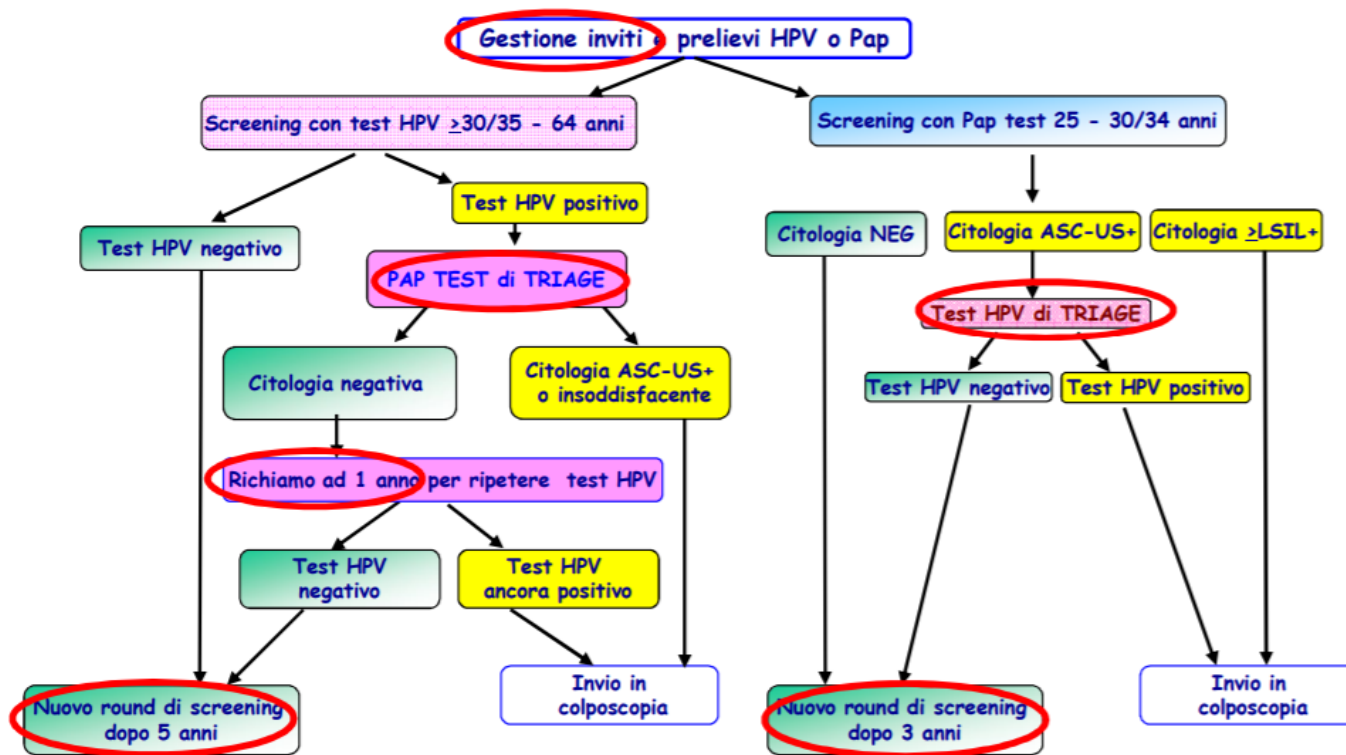 Gestione inviti e prelievi HPV o Pap
Screening con test HPV ≥30/35 - 64 anni
Screening con Pap test 25 - 30/34 anni
Test HPV positivo
Test HPV negativo
Citologia NEG
Citologia ASC-US+
Citologia ≥LSIL+
PAP TEST di TRIAGE
Test HPV di TRIAGE
Citologia negativa
Citologia ASC-US+
o insoddisfacente
Test HPV negativo
Test HPV positivo
Richiamo ad 1 anno per ripetere test HPV
Test HPV
negativo
Test HPV
ancora positivo
Nuovo round di screening
dopo 5 anni
Invio in
colposcopia
Nuovo round di screening
dopo 3 anni
Invio in
colposcopia